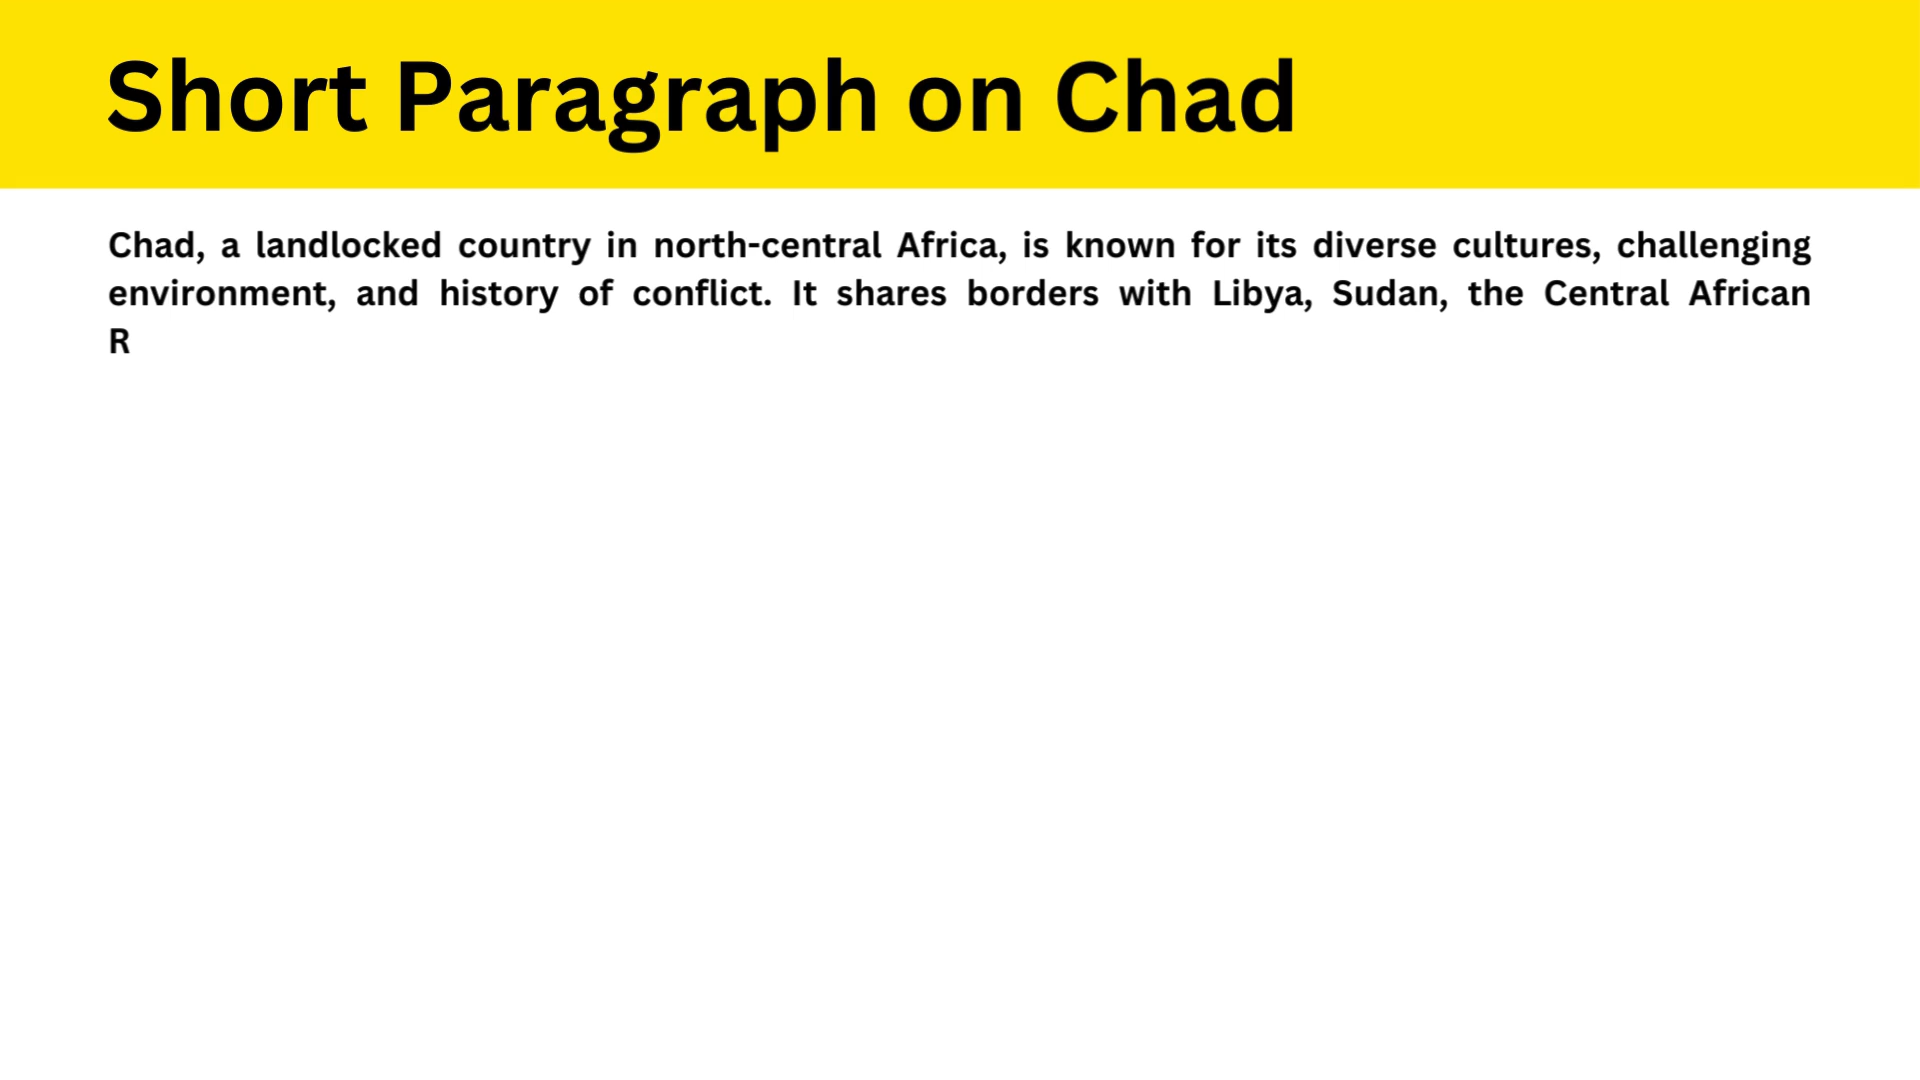 Short Paragraph on Chad
Chad, a landlocked country in north-central Africa, is known for its diverse cultures, challenging
environment, and history of conflict. It shares borders with Libya, Sudan, the Central African
R